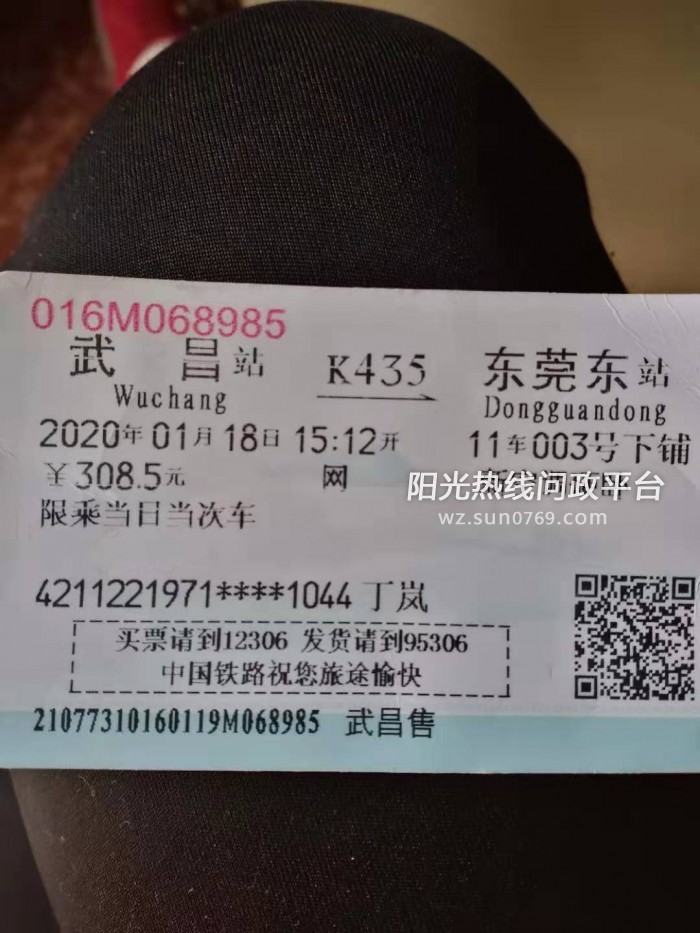 016M068985
武昌站 K435 东莞东站
Wuchang Dongguandong
2020年01月18日 15:12开 11车003号下铺
￥308.5元 网
阳光热线问政平台
wz.sun0769.com
限乘当日当次车
4211221971****1044 丁岚
买票请到12306 发货请到95306
中国铁路祝您旅途愉快
21077310160119M068985 武昌售